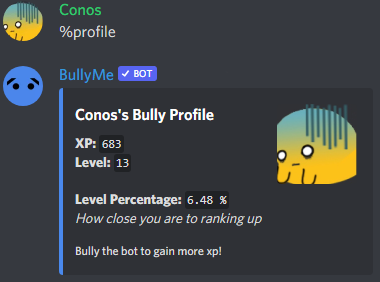 Conos
%profile
BullyMe ✓ BOT
Conos's Bully Profile
XP: 683
Level: 13
Level Percentage: 6.48 %
How close you are to ranking up
Bully the bot to gain more xp!